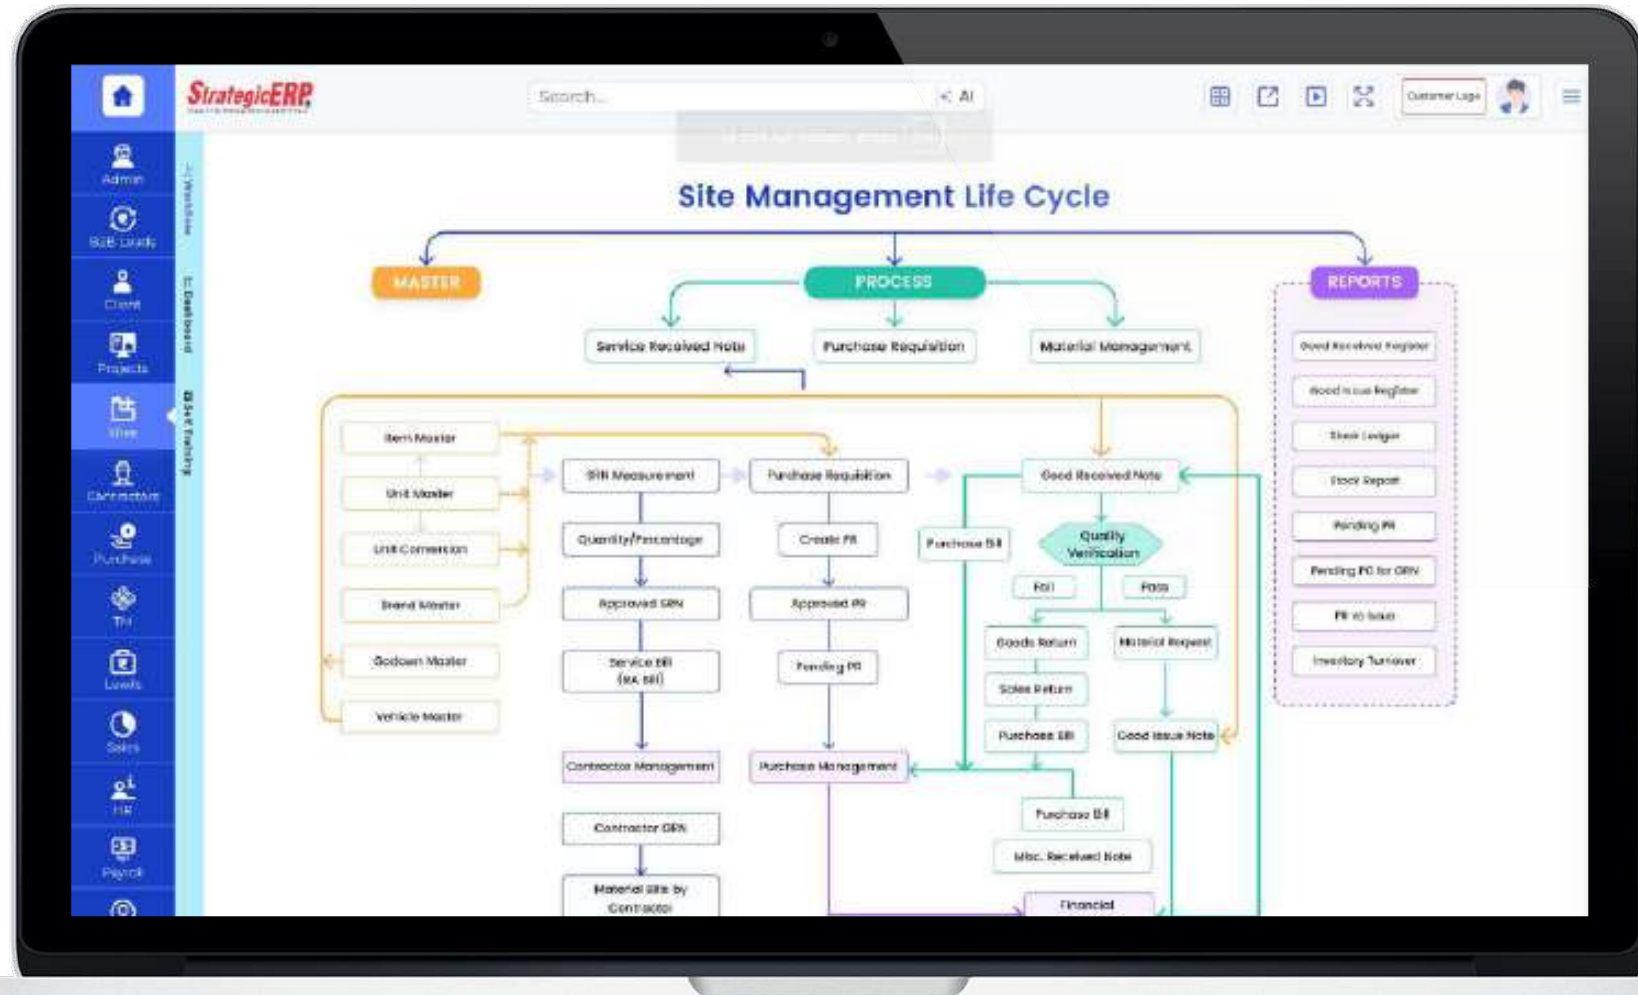 StrategicERP
Search...
AI
Customer Logo
Admin
B2B Leads
Client
Projects
Sites
Contractors
Purchase
Leads
Sales
HR
Payroll
Workflow
Dashboard
Self Training
Site Management Life Cycle
MASTER
PROCESS
REPORTS
Service Received Note
Purchase Requisition
Material Management
Item Master
Unit Master
Unit Conversion
Brand Master
Godown Master
Vehicle Master
SRN Measurement
Quantity/Percentage
Approved SRN
Service Bill
(RA Bill)
Contractor Management
Contractor GRN
Material Bills by
Contractor
Purchase Requisition
Create PR
Approved PR
Pending PR
Purchase Management
Good Received Note
Purchase Bill
Quality
Verification
Fail
Pass
Goods Return
Material Request
Sales Return
Purchase Bill
Good Issue Note
Purchase Bill
Misc. Received Note
Financial
Good Received Register
Good Issue Register
Stock Ledger
Stock Report
Pending PR
Pending PO for GRN
PR vs Issue
Inventory Turnover